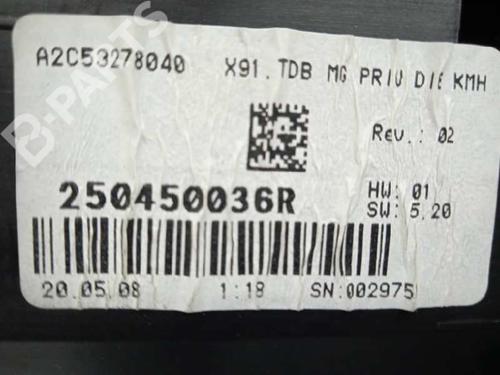 A2C53278040 X91.TDB MG PRIV DIE KMH
Rev.: 02
250450036R
HW: 01
SW: 5.20
20.05.08 1:18 SN:002975
B-PARTS